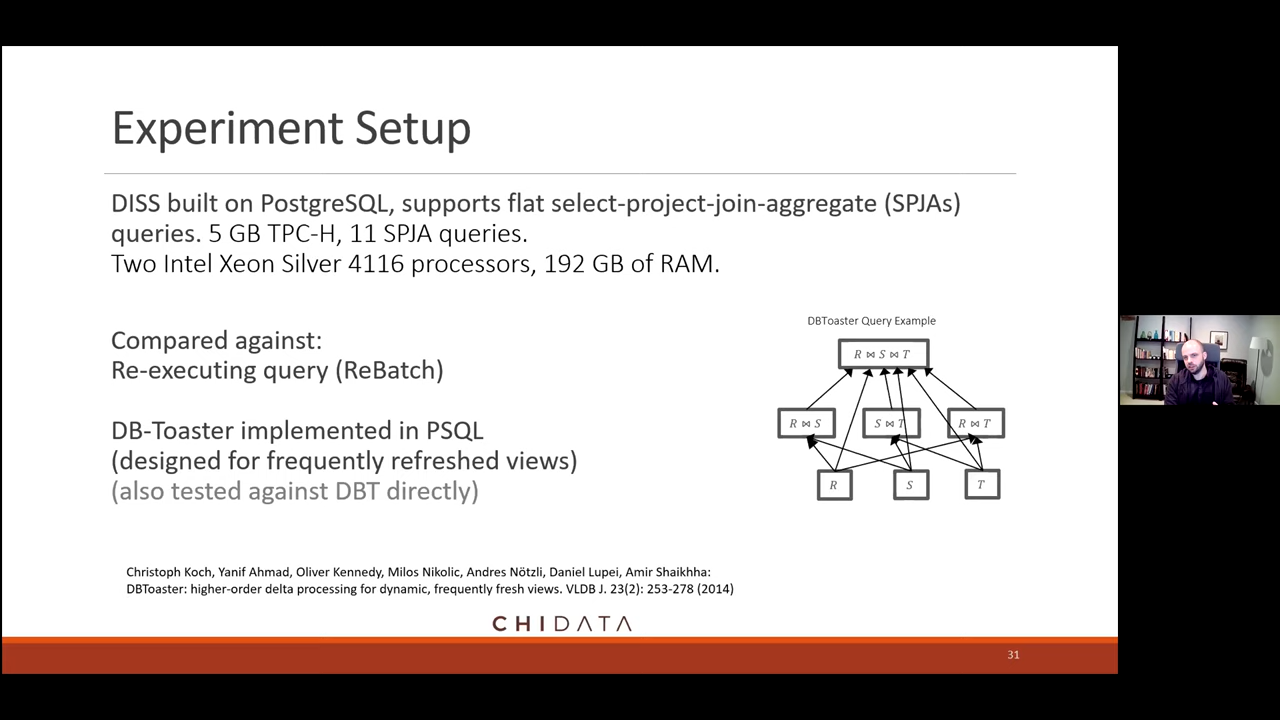 Experiment Setup
DISS built on PostgreSQL, supports flat select-project-join-aggregate (SPJAs)
queries. 5 GB TPC-H, 11 SPJA queries.
Two Intel Xeon Silver 4116 processors, 192 GB of RAM.
Compared against:
Re-executing query (ReBatch)
DB-Toaster implemented in PSQL
(designed for frequently refreshed views)
(also tested against DBT directly)
DBToaster Query Example
R ⋈ S ⋈ T
R ⋈ S
S ⋈ T
R ⋈ T
R
S
T
Christoph Koch, Yanif Ahmad, Oliver Kennedy, Milos Nikolic, Andres Nötzli, Daniel Lupei, Amir Shaikhha:
DBToaster: higher-order delta processing for dynamic, frequently fresh views. VLDB J. 23(2): 253-278 (2014)
CHIDATA
31